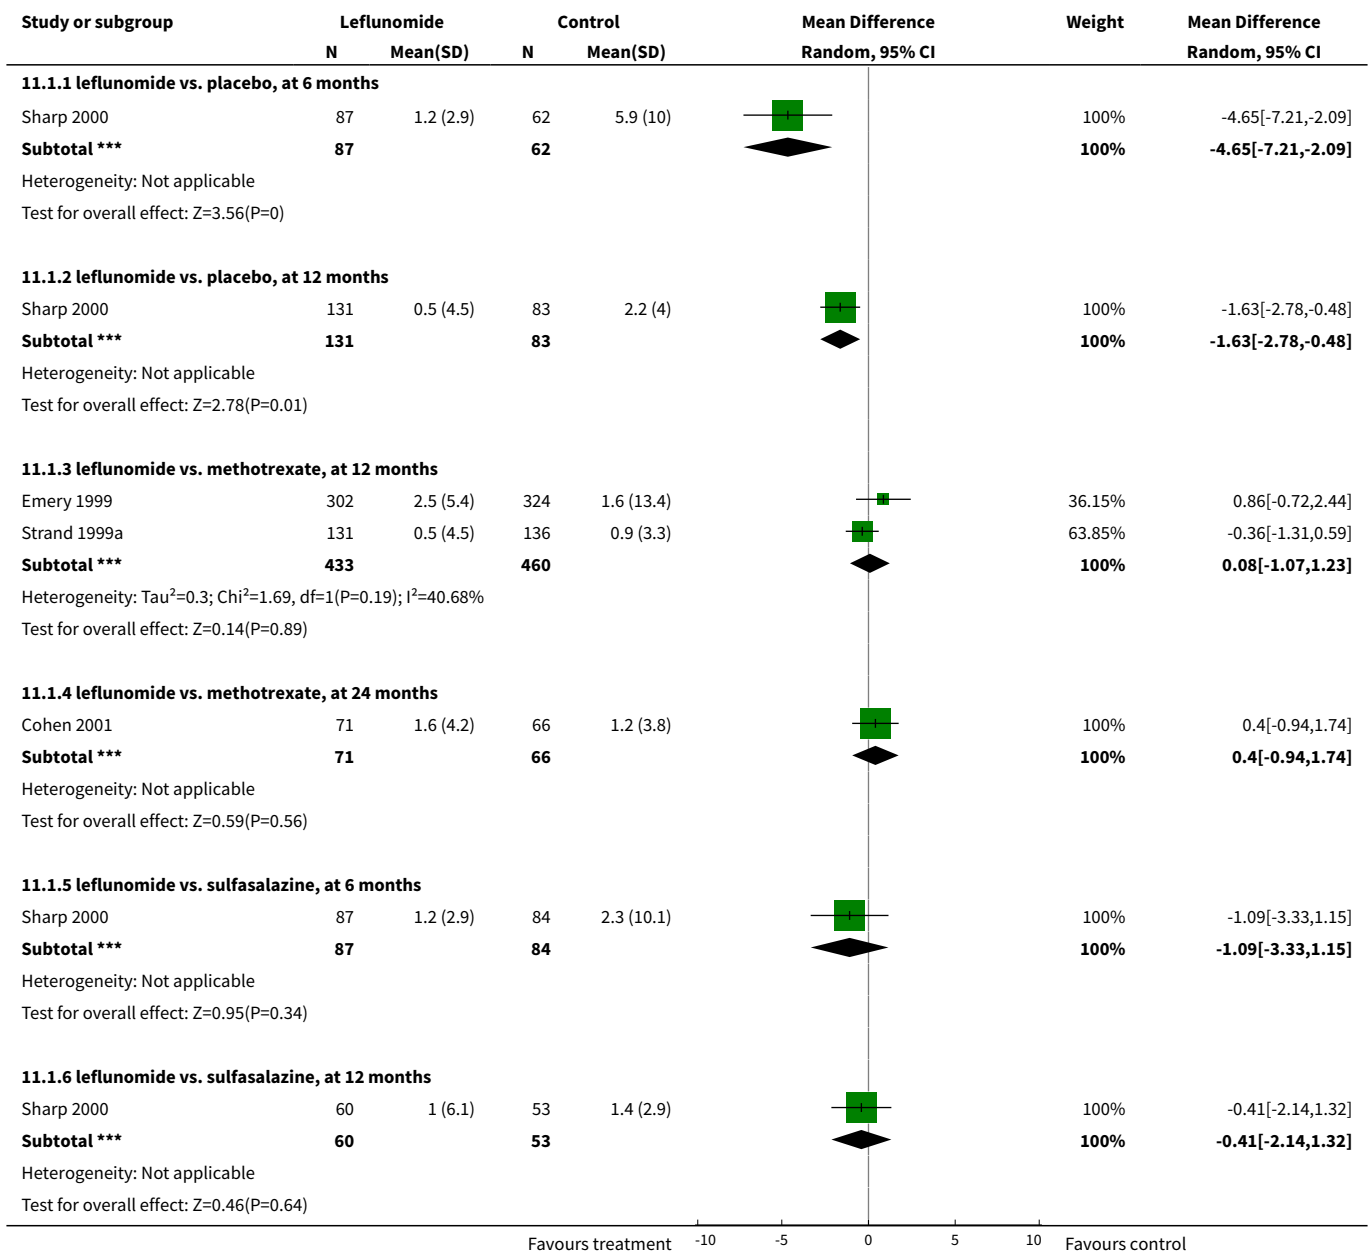 Study or subgroup Leflunomide Control Mean Difference Weight Mean Difference
N Mean(SD) N Mean(SD) Random, 95% CI Random, 95% CI
11.1.1 leflunomide vs. placebo, at 6 months
Sharp 2000 87 1.2 (2.9) 62 5.9 (10) 100% -4.65[-7.21,-2.09]
Subtotal *** 87 62 100% -4.65[-7.21,-2.09]
Heterogeneity: Not applicable
Test for overall effect: Z=3.56(P=0)
11.1.2 leflunomide vs. placebo, at 12 months
Sharp 2000 131 0.5 (4.5) 83 2.2 (4) 100% -1.63[-2.78,-0.48]
Subtotal *** 131 83 100% -1.63[-2.78,-0.48]
Heterogeneity: Not applicable
Test for overall effect: Z=2.78(P=0.01)
11.1.3 leflunomide vs. methotrexate, at 12 months
Emery 1999 302 2.5 (5.4) 324 1.6 (13.4) 36.15% 0.86[-0.72,2.44]
Strand 1999a 131 0.5 (4.5) 136 0.9 (3.3) 63.85% -0.36[-1.31,0.59]
Subtotal *** 433 460 100% 0.08[-1.07,1.23]
Heterogeneity: Tau²=0.3; Chi²=1.69, df=1(P=0.19); I²=40.68%
Test for overall effect: Z=0.14(P=0.89)
11.1.4 leflunomide vs. methotrexate, at 24 months
Cohen 2001 71 1.6 (4.2) 66 1.2 (3.8) 100% 0.4[-0.94,1.74]
Subtotal *** 71 66 100% 0.4[-0.94,1.74]
Heterogeneity: Not applicable
Test for overall effect: Z=0.59(P=0.56)
11.1.5 leflunomide vs. sulfasalazine, at 6 months
Sharp 2000 87 1.2 (2.9) 84 2.3 (10.1) 100% -1.09[-3.33,1.15]
Subtotal *** 87 84 100% -1.09[-3.33,1.15]
Heterogeneity: Not applicable
Test for overall effect: Z=0.95(P=0.34)
11.1.6 leflunomide vs. sulfasalazine, at 12 months
Sharp 2000 60 1 (6.1) 53 1.4 (2.9) 100% -0.41[-2.14,1.32]
Subtotal *** 60 53 100% -0.41[-2.14,1.32]
Heterogeneity: Not applicable
Test for overall effect: Z=0.46(P=0.64)
Favours treatment -10 -5 0 5 10 Favours control